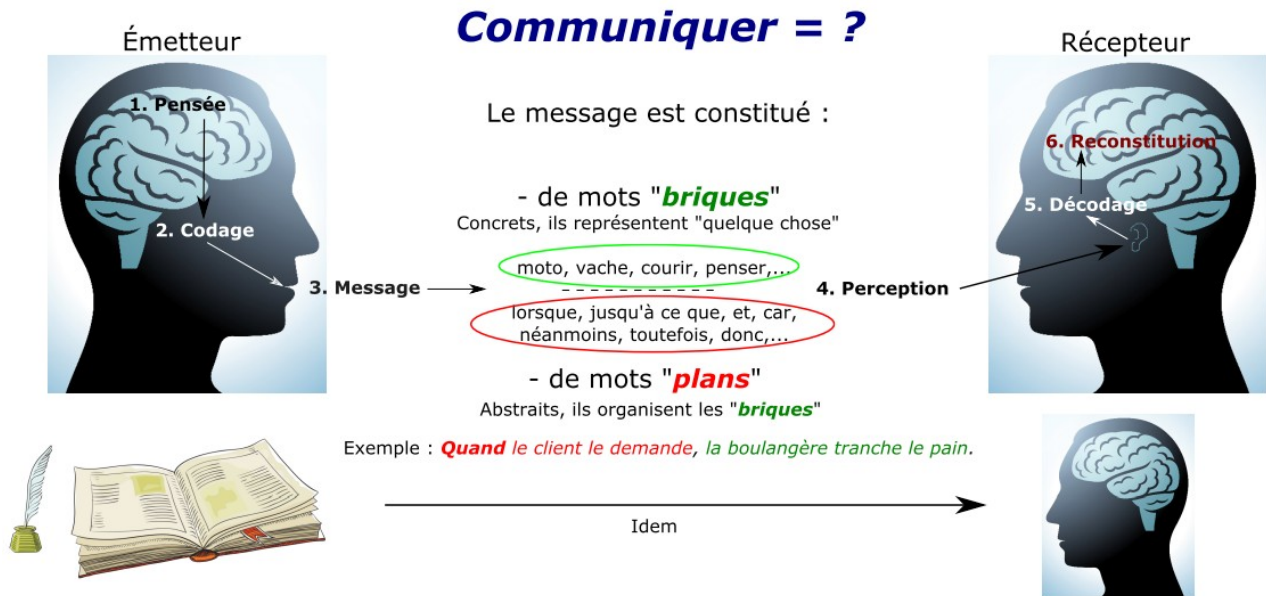 Communiquer = ?
Émetteur
Récepteur
1. Pensée
2. Codage
3. Message
Le message est constitué :
- de mots "briques"
Concrets, ils représentent "quelque chose"
moto, vache, courir, penser,...
lorsque, jusqu'à ce que, et, car,
néanmoins, toutefois, donc,...
- de mots "plans"
Abstraits, ils organisent les "briques"
Exemple : Quand le client le demande, la boulangère tranche le pain.
4. Perception
5. Décodage
6. Reconstitution
Idem